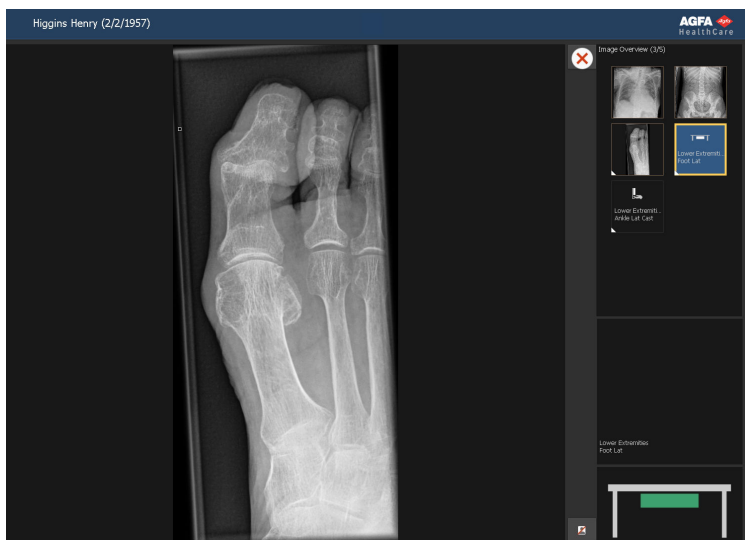 Higgins Henry (2/2/1957)
AGFA
HealthCare
Image Overview (3/5)
Lower Extremiti...
Foot Lat
Lower Extremiti...
Ankle Lat Cast
Lower Extremities
Foot Lat